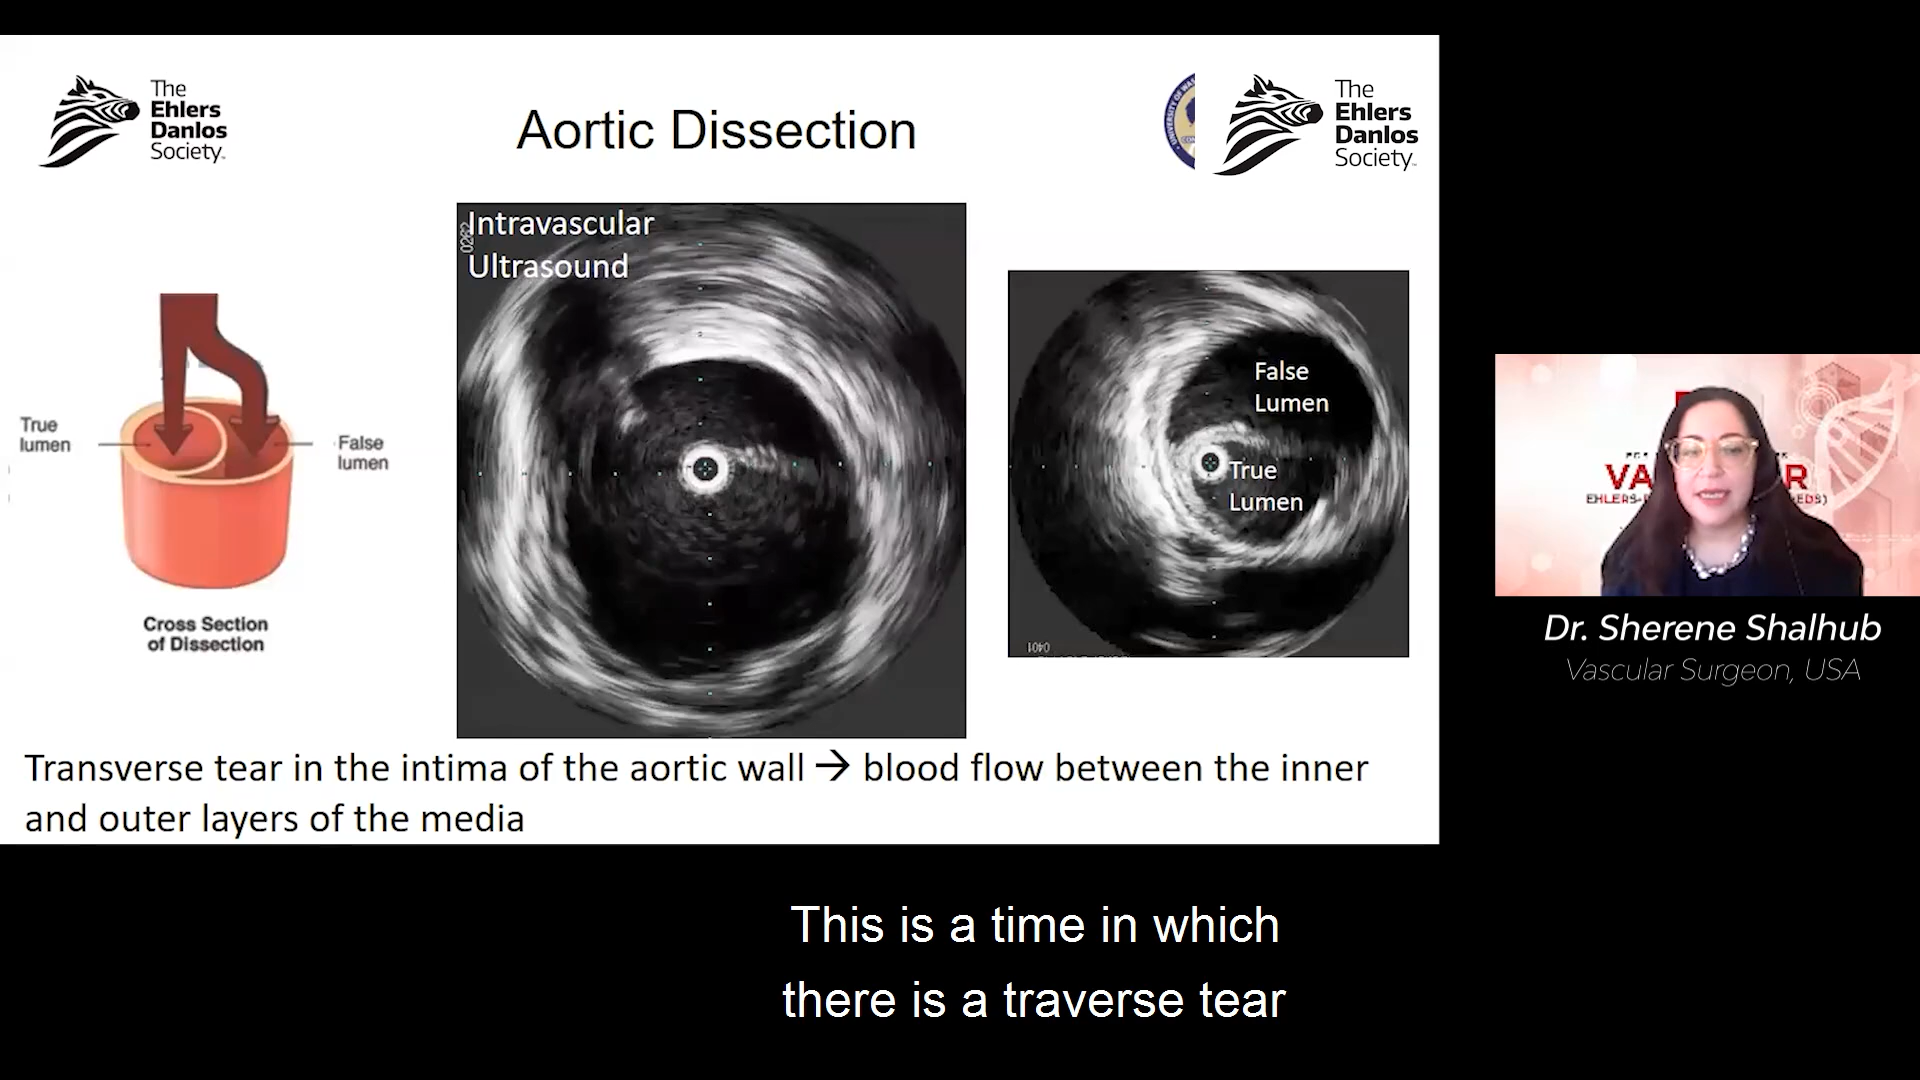 The
Ehlers
Danlos
Society
Aortic Dissection
The
Ehlers
Danlos
Society
Intravascular
Ultrasound
0262
True
lumen
False
lumen
Cross Section
of Dissection
False
Lumen
True
Lumen
0401
Transverse tear in the intima of the aortic wall → blood flow between the inner
and outer layers of the media
Dr. Sherene Shalhub
Vascular Surgeon, USA
This is a time in which
there is a traverse tear